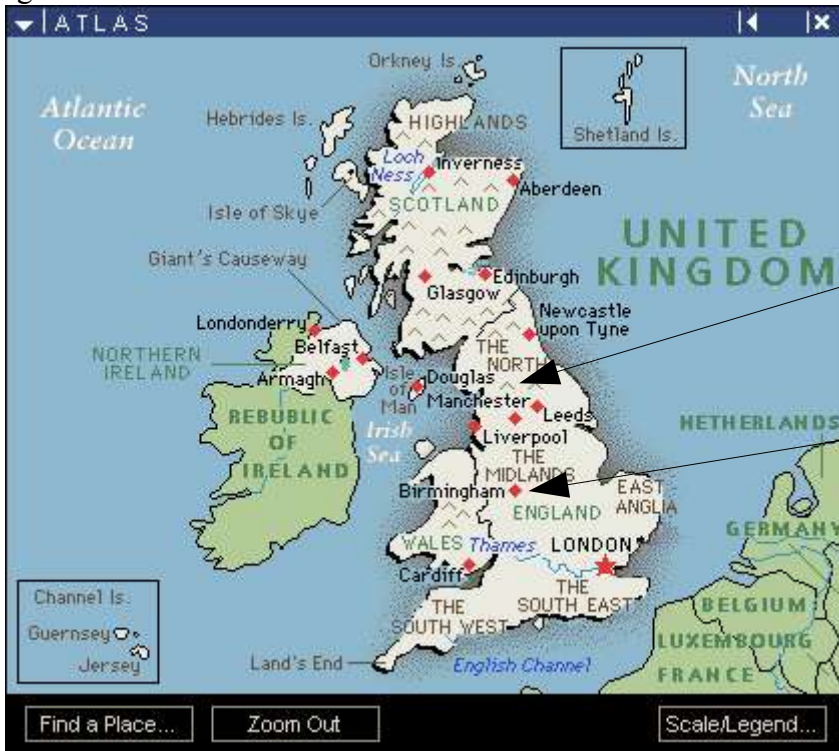 ATLAS
Orkney Is.
North
Sea
Atlantic
Ocean
Hebrides Is.
HIGHLANDS
Shetland Is.
Loch
Ness
Inverness
Aberdeen
SCOTLAND
Isle of Skye
UNITED
KINGDOM
Giant's Causeway
Edinburgh
Glasgow
Newcastle
upon Tyne
Londonderry
Belfast
THE
NORTH
NORTHERN
IRELAND
Armagh
Isle
of
Man
Douglas
Manchester
Leeds
REBUBLIC
OF
IRELAND
Irish
Sea
Liverpool
NETHERLANDS
THE
MIDLANDS
Birmingham
EAST
ANGLIA
ENGLAND
GERMANY
WALES
Thames
LONDON
Cardiff
THE
SOUTH EAST
Channel Is.
Guernsey
Jersey
THE
SOUTH WEST
BELGIUM
LUXEMBOURG
FRANCE
Land's End
English Channel
Find a Place...
Zoom Out
Scale/Legend...